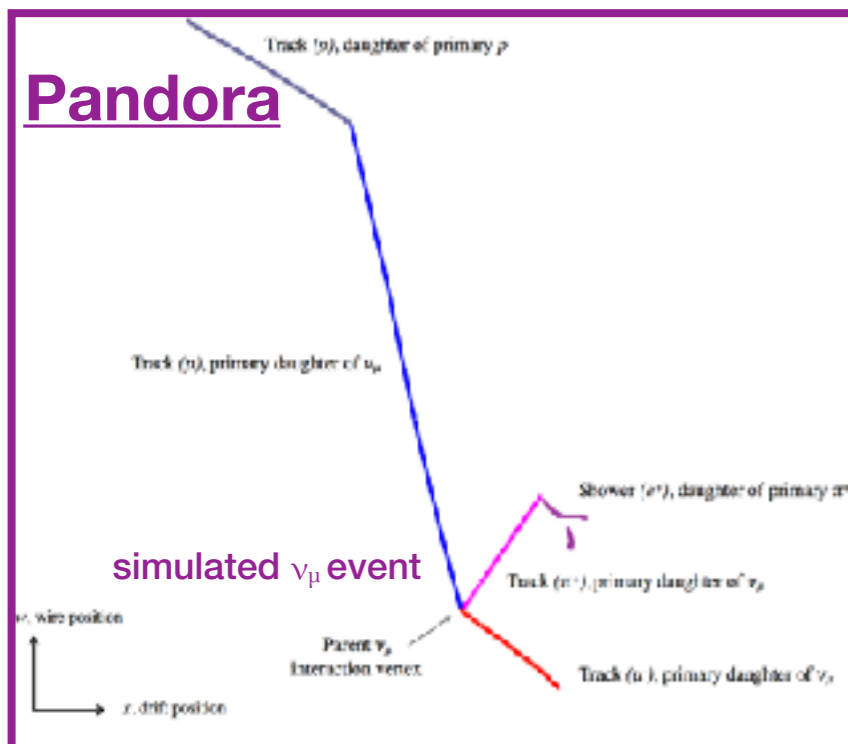 Track (p), daughter of primary p
Pandora
Track (p), primary daughter of νμ
Shower (e⁺), daughter of primary π⁺
simulated νμ event
Track (π⁺), primary daughter of νμ
w, wire position
Parent νμ
interaction vertex
Track (μ⁻), primary daughter of νμ
x, drift position